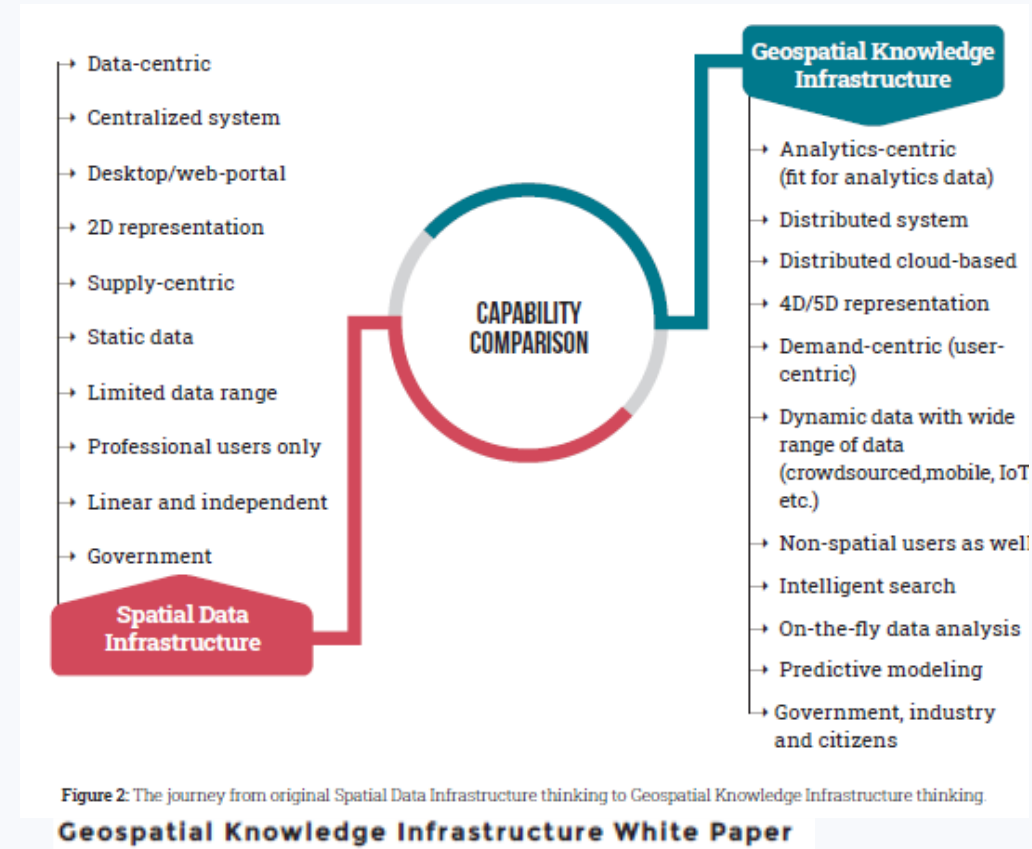 Data-centric
Centralized system
Desktop/web-portal
2D representation
Supply-centric
Static data
Limited data range
Professional users only
Linear and independent
Government
Spatial Data
Infrastructure
CAPABILITY
COMPARISON
Geospatial Knowledge
Infrastructure
Analytics-centric
(fit for analytics data)
Distributed system
Distributed cloud-based
4D/5D representation
Demand-centric (user-
centric)
Dynamic data with wide
range of data
(crowdsourced,mobile, IoT
etc.)
Non-spatial users as well
Intelligent search
On-the-fly data analysis
Predictive modeling
Government, industry
and citizens
Figure 2: The journey from original Spatial Data Infrastructure thinking to Geospatial Knowledge Infrastructure thinking.
Geospatial Knowledge Infrastructure White Paper